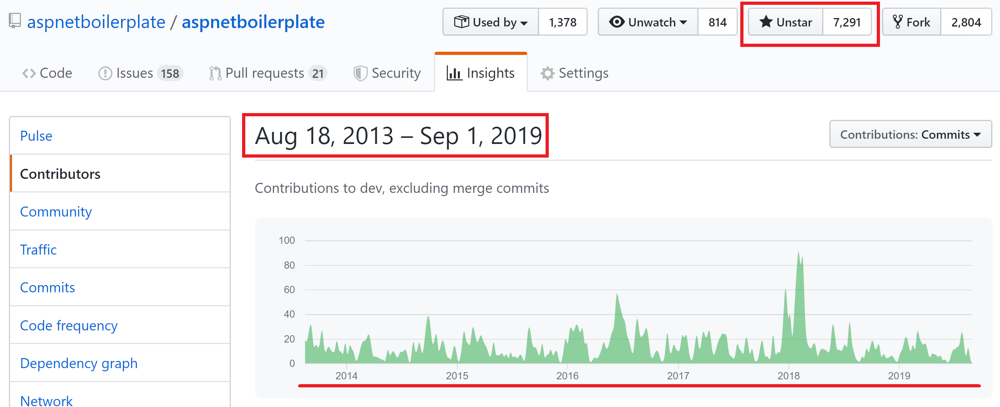 aspnetboilerplate / aspnetboilerplate
Used by 1,378
Unwatch 814
Unstar 7,291
Fork 2,804
Code
Issues 158
Pull requests 21
Security
Insights
Settings
Pulse
Contributors
Community
Traffic
Commits
Code frequency
Dependency graph
Network
Aug 18, 2013 – Sep 1, 2019
Contributions: Commits
Contributions to dev, excluding merge commits
100
80
60
40
20
0
2014 2015 2016 2017 2018 2019